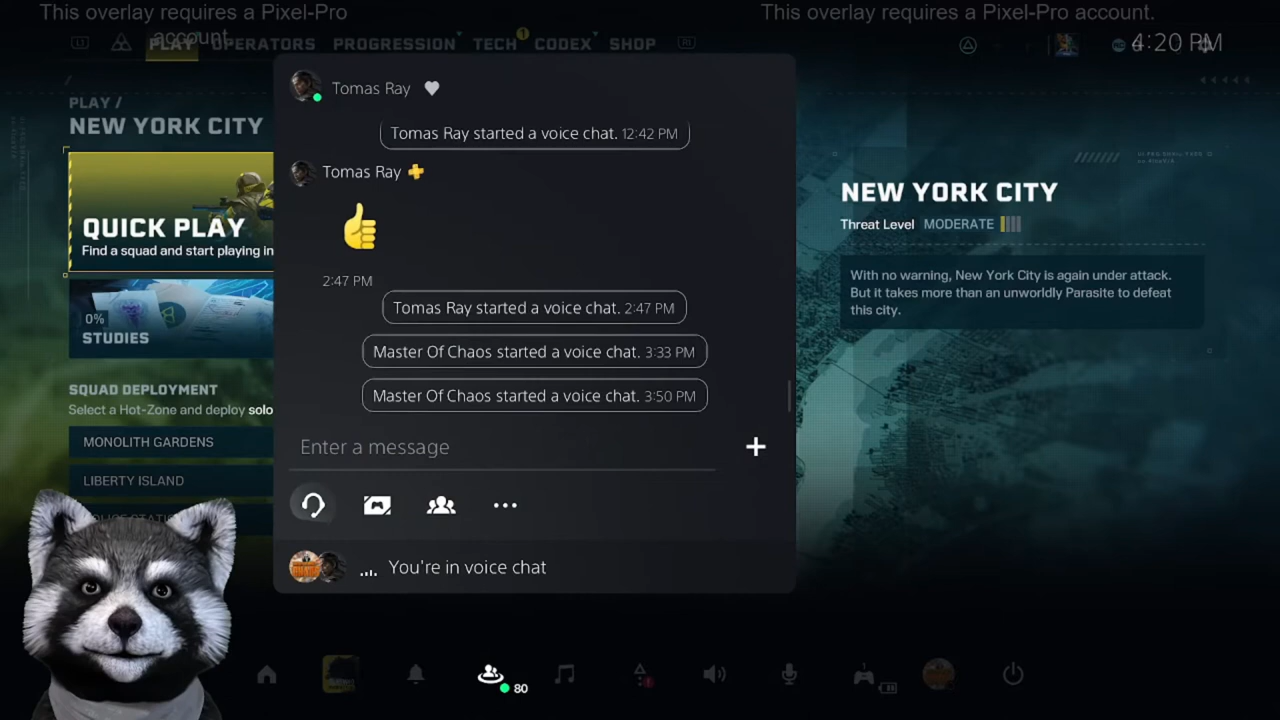 This overlay requires a Pixel-Pro
account.
This overlay requires a Pixel-Pro account.
L1
PLAY
OPERATORS
PROGRESSION
TECH
1
CODEX
SHOP
R1
4:20 PM
PLAY /
NEW YORK CITY
QUICK PLAY
Find a squad and start playing in
0%
STUDIES
SQUAD DEPLOYMENT
Select a Hot-Zone and deploy solo
MONOLITH GARDENS
LIBERTY ISLAND
Tomas Ray
Tomas Ray started a voice chat. 12:42 PM
Tomas Ray
2:47 PM
Tomas Ray started a voice chat. 2:47 PM
Master Of Chaos started a voice chat. 3:33 PM
Master Of Chaos started a voice chat. 3:50 PM
Enter a message
You're in voice chat
NEW YORK CITY
Threat Level MODERATE
With no warning, New York City is again under attack.
But it takes more than an unworldly Parasite to defeat
this city.
80
1